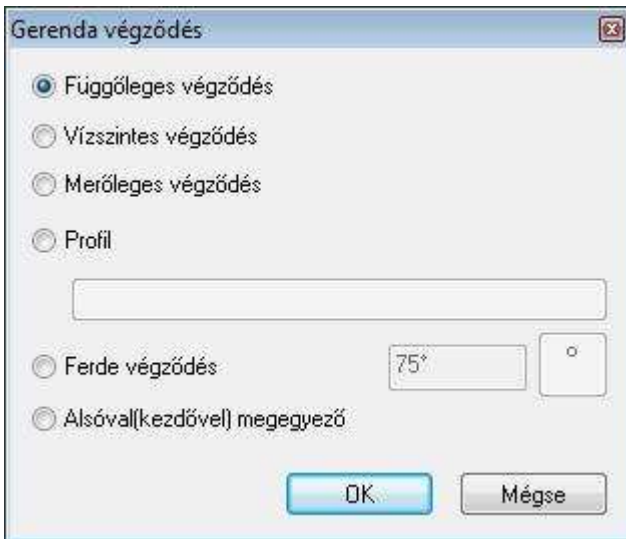 Gerenda végződés
Függőleges végződés
Vízszintes végződés
Merőleges végződés
Profil
Ferde végződés 75° °
Alsóval(kezdővel) megegyező
OK Mégse